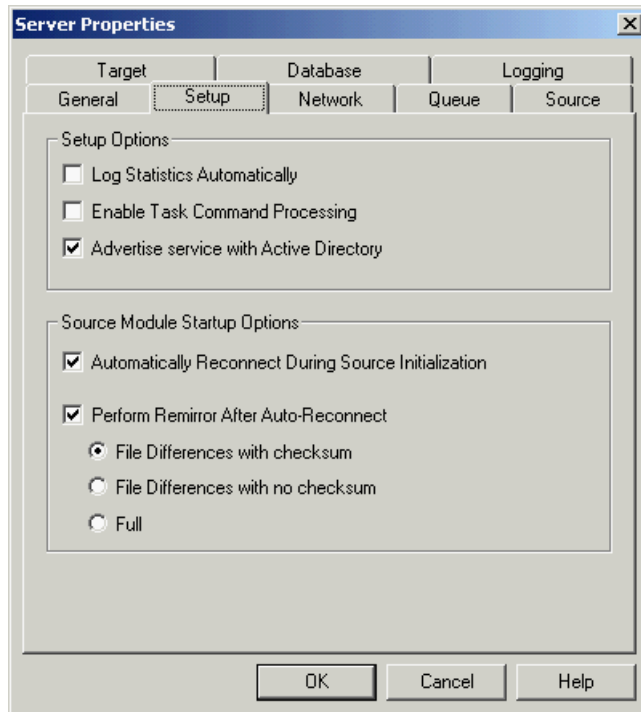 Server Properties
Target Database Logging
General Setup Network Queue Source
Setup Options
Log Statistics Automatically
Enable Task Command Processing
Advertise service with Active Directory
Source Module Startup Options
Automatically Reconnect During Source Initialization
Perform Remirror After Auto-Reconnect
File Differences with checksum
File Differences with no checksum
Full
OK Cancel Help